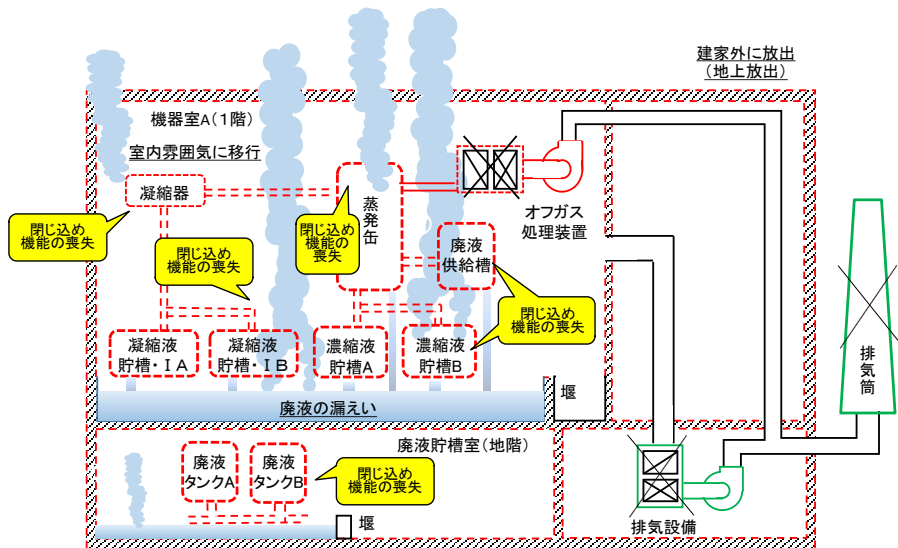 建家外に放出
（地上放出）
機器室A（１階）
室内雰囲気に移行
凝縮器
蒸発缶
オフガス
処理装置
廃液
供給槽
閉じ込め
機能の喪失
閉じ込め
機能の喪失
閉じ込め
機能の
喪失
閉じ込め
機能の喪失
凝縮液
貯槽・ⅠA
凝縮液
貯槽・ⅠB
濃縮液
貯槽A
濃縮液
貯槽B
堰
廃液の漏えい
排気筒
廃液貯槽室（地階）
廃液
タンクA
廃液
タンクB
閉じ込め
機能の喪失
堰
排気設備